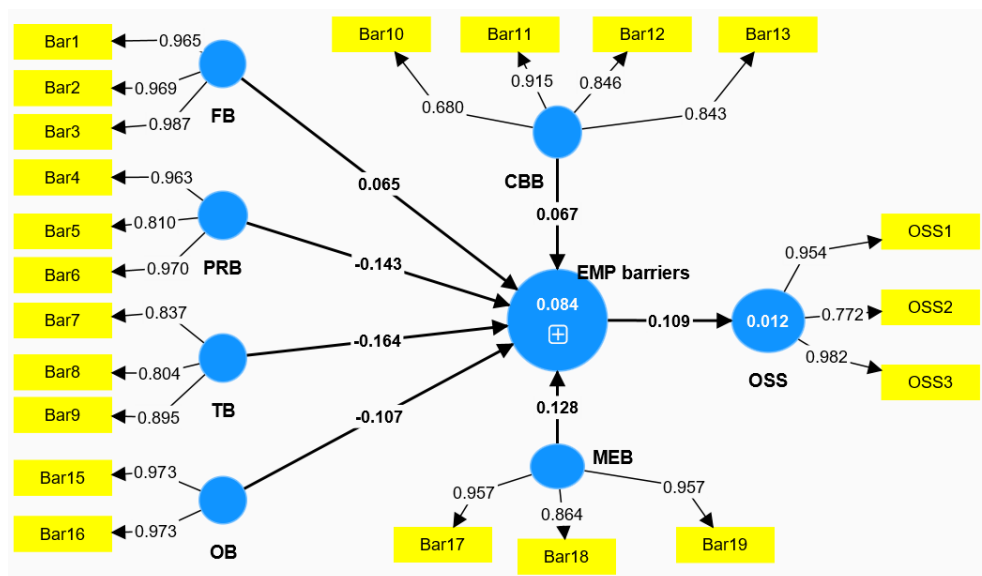 Bar1
0.965
Bar2
0.969
Bar3
0.987
FB
Bar4
0.963
Bar5
0.810
Bar6
0.970
PRB
Bar7
0.837
Bar8
0.804
Bar9
0.895
TB
Bar15
0.973
Bar16
0.973
OB
Bar10
Bar11
Bar12
Bar13
0.680
0.915
0.846
0.843
CBB
0.065
-0.143
-0.164
-0.107
0.067
EMP barriers
0.084
0.128
MEB
0.957
0.864
0.957
Bar17
Bar18
Bar19
0.109
0.012
OSS
0.954
OSS1
0.772
OSS2
0.982
OSS3